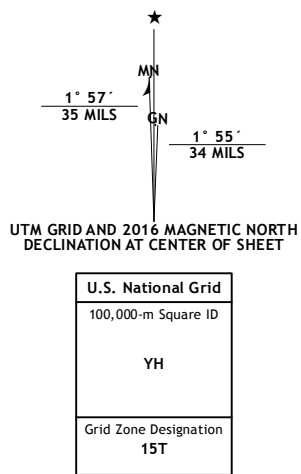 MN
1° 57´
35 MILS
GN
1° 55´
34 MILS
UTM GRID AND 2016 MAGNETIC NORTH
DECLINATION AT CENTER OF SHEET
U.S. National Grid
100,000-m Square ID
YH
Grid Zone Designation
15T